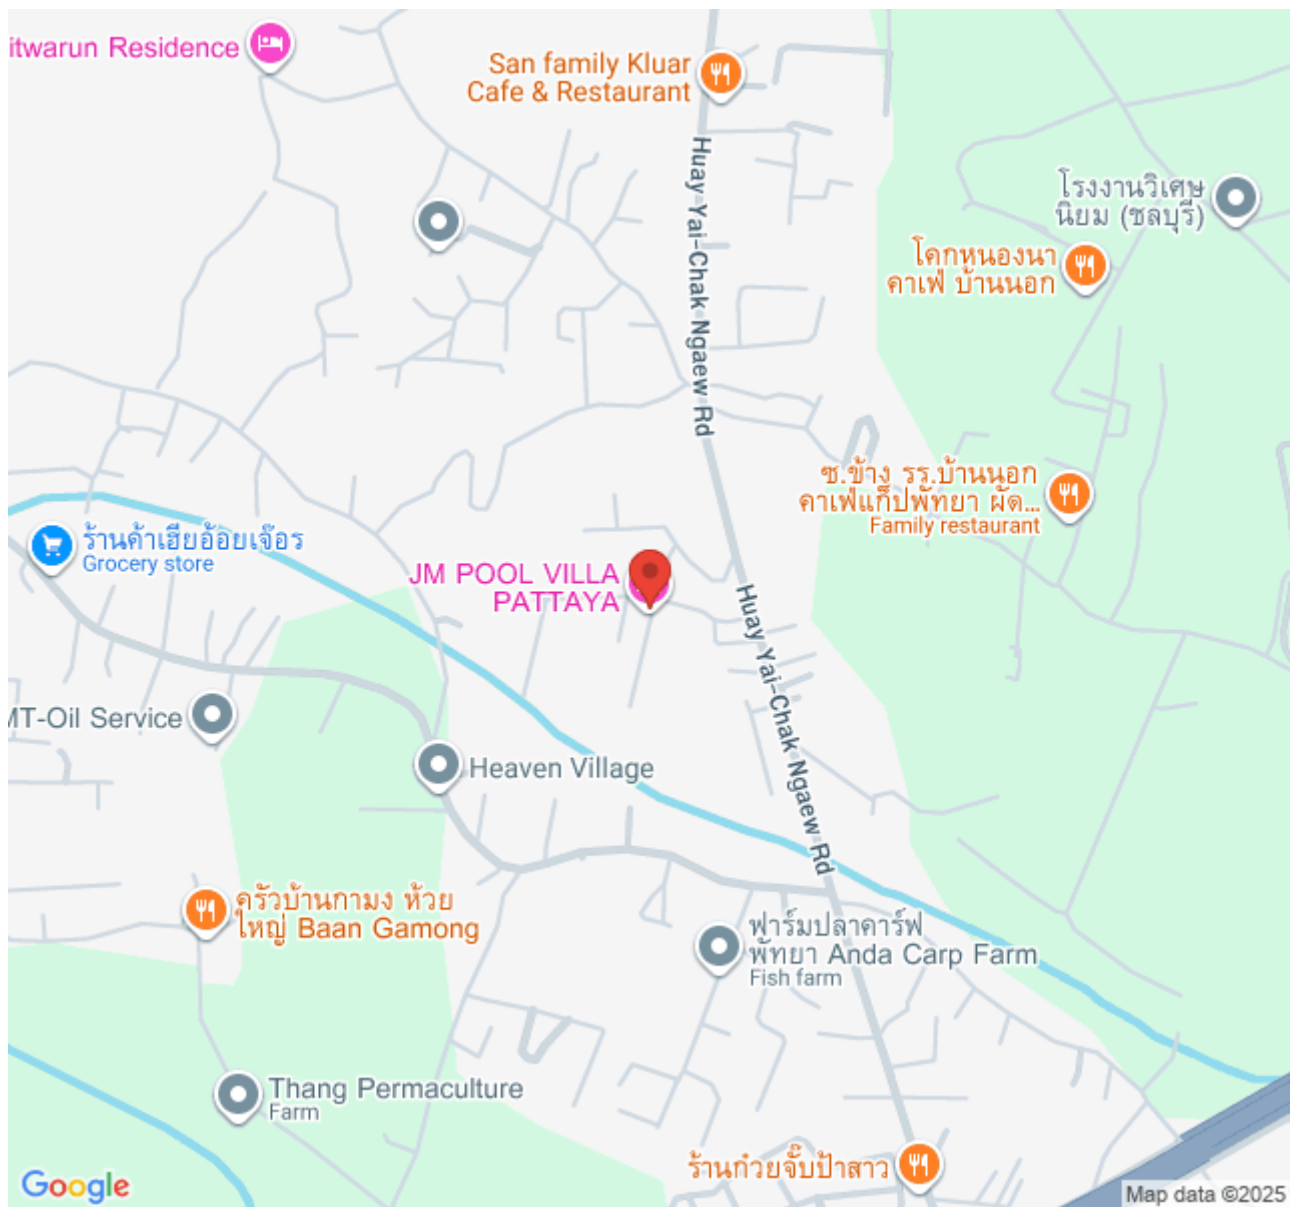 itwarun Residence
San family Kluar
Cafe & Restaurant
Huay Yai-Chak Ngaew Rd
โรงงานวิเศษ
นิยม (ชลบุรี)
โคกหนองนา
คาเฟ่ บ้านนอก
ซ.ข้าง รร.บ้านนอก
คาเฟ่แก๊ปพัทยา ผัด...
Family restaurant
ร้านค้าเฮียอ้อยเจ๊อร
Grocery store
JM POOL VILLA
PATTAYA
Huay Yai-Chak Ngaew Rd
MT-Oil Service
Heaven Village
ครัวบ้านกามง ห้วย
ใหญ่ Baan Gamong
ฟาร์มปลาคาร์ฟ
พัทยา Anda Carp Farm
Fish farm
Thang Permaculture
Farm
ร้านก๋วยจั๊บป้าสาว
Google
Map data ©2025